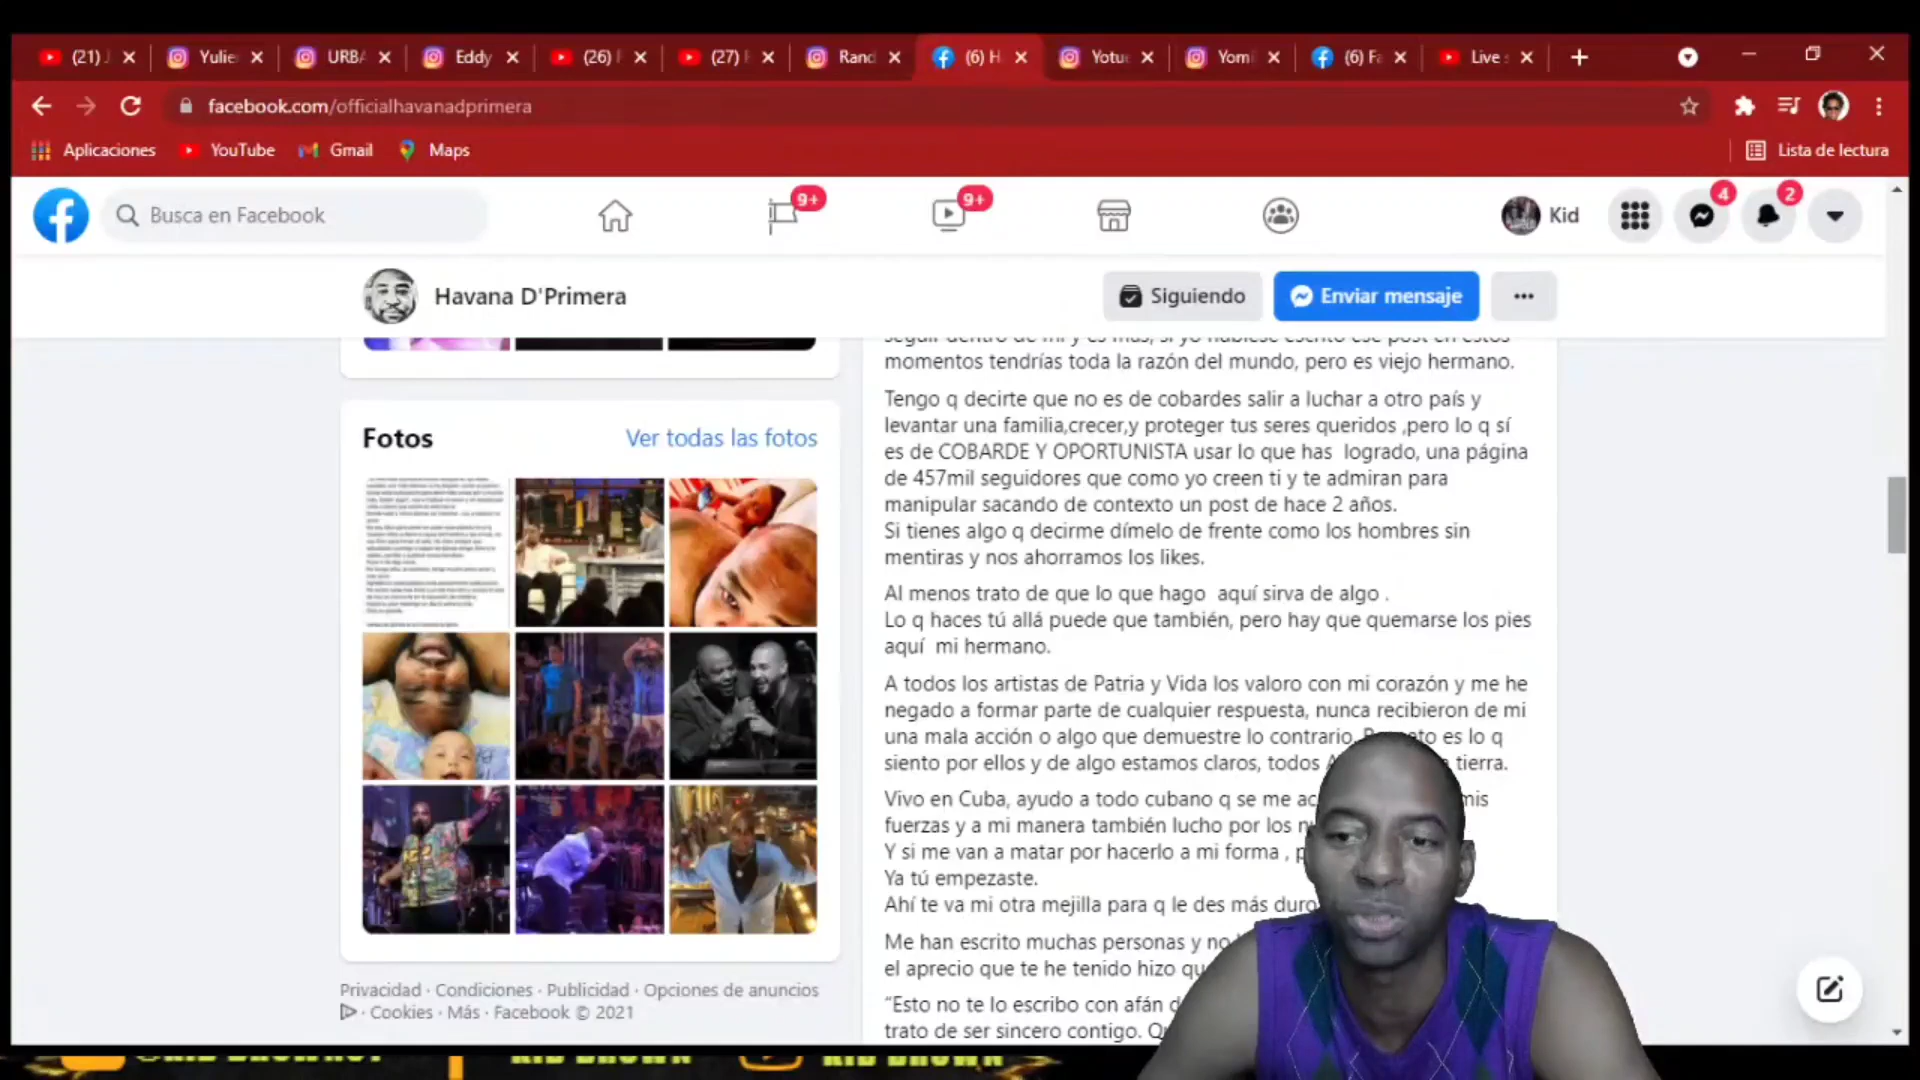 (21)
Yulie
URBA
Eddy
(26)
(27)
Rand
(6) H
Yotue
Yomi
(6) Fa
Live
facebook.com/officialhavanadprimera
Aplicaciones
YouTube
Gmail
Maps
Lista de lectura
Busca en Facebook
9+
9+
Kid
4
2
Havana D'Primera
Siguiendo
Enviar mensaje
Fotos
Ver todas las fotos
Privacidad · Condiciones · Publicidad · Opciones de anuncios
· Cookies · Más · Facebook © 2021
momentos tendrías toda la razón del mundo, pero es viejo hermano.
Tengo q decirte que no es de cobardes salir a luchar a otro país y
levantar una familia,crecer,y proteger tus seres queridos ,pero lo q sí
es de COBARDE Y OPORTUNISTA usar lo que has logrado, una página
de 457mil seguidores que como yo creen ti y te admiran para
manipular sacando de contexto un post de hace 2 años.
Si tienes algo q decirme dímelo de frente como los hombres sin
mentiras y nos ahorramos los likes.
Al menos trato de que lo que hago aquí sirva de algo .
Lo q haces tú allá puede que también, pero hay que quemarse los pies
aquí mi hermano.
A todos los artistas de Patria y Vida los valoro con mi corazón y me he
negado a formar parte de cualquier respuesta, nunca recibieron de mi
una mala acción o algo que demuestre lo contrario. es lo q
siento por ellos y de algo estamos claros, todos tierra.
Vivo en Cuba, ayudo a todo cubano q se me mis
fuerzas y a mi manera también lucho por los
Y si me van a matar por hacerlo a mi forma ,
Ya tú empezaste.
Ahí te va mi otra mejilla para q le des más duro
Me han escrito muchas personas y no
el aprecio que te he tenido hizo
“Esto no te lo escribo con afán
trato de ser sincero contigo.
KID BROWN
KID BROWN